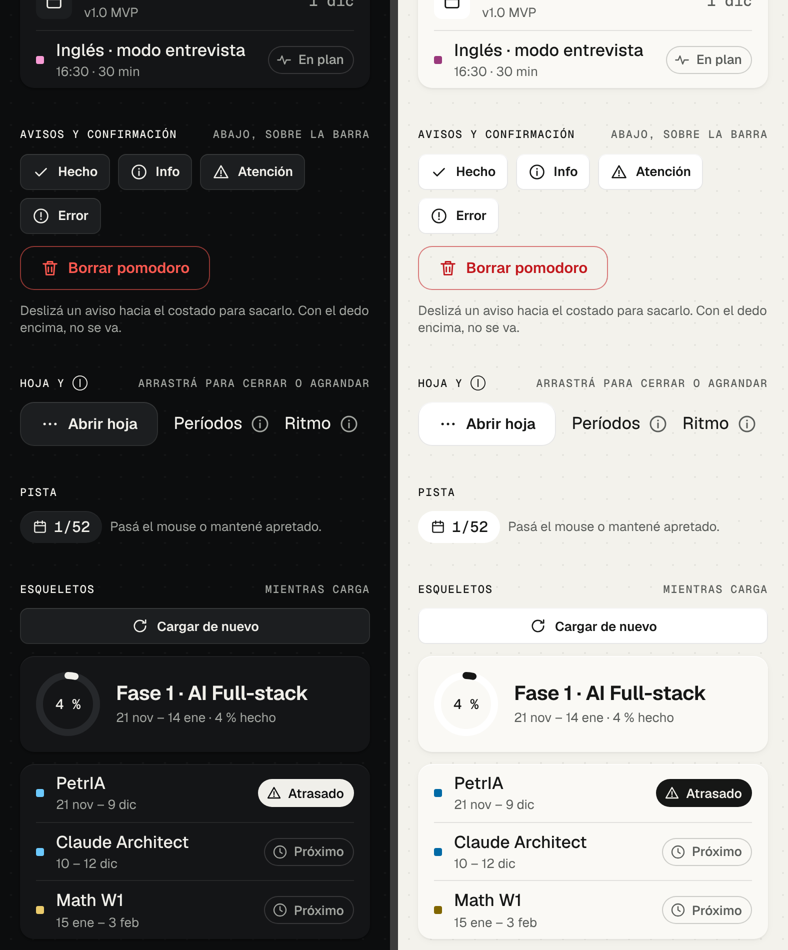 v1.0 MVP
1 dic
Inglés · modo entrevista
16:30 · 30 min
En plan
AVISOS Y CONFIRMACIÓN
ABAJO, SOBRE LA BARRA
Hecho
Info
Atención
Error
Borrar pomodoro
Deslizá un aviso hacia el costado para sacarlo. Con el dedo
encima, no se va.
HOJA Y
ARRASTRÁ PARA CERRAR O AGRANDAR
Abrir hoja
Períodos
Ritmo
PISTA
1/52
Pasá el mouse o mantené apretado.
ESQUELETOS
MIENTRAS CARGA
Cargar de nuevo
4 %
Fase 1 · AI Full-stack
21 nov – 14 ene · 4 % hecho
PetrIA
21 nov – 9 dic
Atrasado
Claude Architect
10 – 12 dic
Próximo
Math W1
15 ene – 3 feb
Próximo
v1.0 MVP
1 dic
Inglés · modo entrevista
16:30 · 30 min
En plan
AVISOS Y CONFIRMACIÓN
ABAJO, SOBRE LA BARRA
Hecho
Info
Atención
Error
Borrar pomodoro
Deslizá un aviso hacia el costado para sacarlo. Con el dedo
encima, no se va.
HOJA Y
ARRASTRÁ PARA CERRAR O AGRANDAR
Abrir hoja
Períodos
Ritmo
PISTA
1/52
Pasá el mouse o mantené apretado.
ESQUELETOS
MIENTRAS CARGA
Cargar de nuevo
4 %
Fase 1 · AI Full-stack
21 nov – 14 ene · 4 % hecho
PetrIA
21 nov – 9 dic
Atrasado
Claude Architect
10 – 12 dic
Próximo
Math W1
15 ene – 3 feb
Próximo